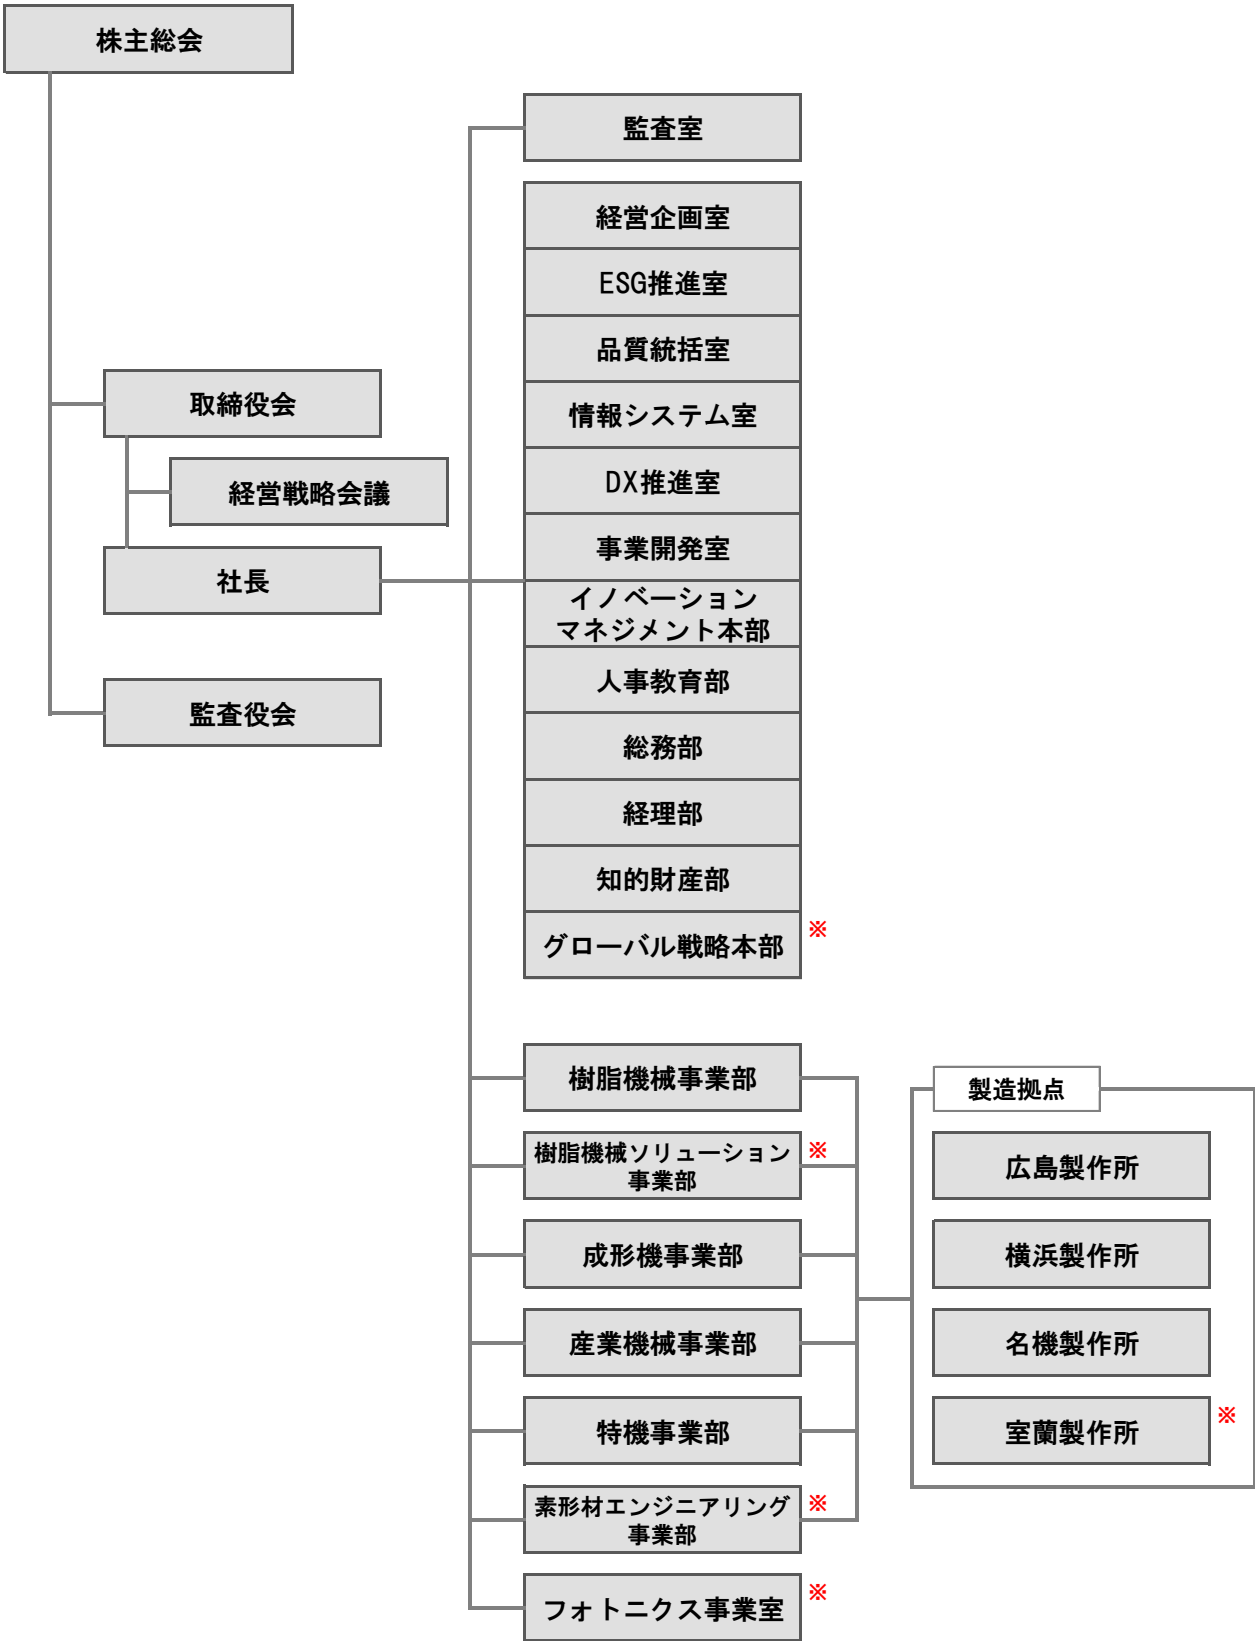 株主総会
監査室
経営企画室
ESG推進室
品質統括室
取締役会
情報システム室
経営戦略会議
DX推進室
事業開発室
社長
イノベーション
マネジメント本部
人事教育部
監査役会
総務部
経理部
知的財産部
グローバル戦略本部 ※
樹脂機械事業部
樹脂機械ソリューション ※
事業部
成形機事業部
産業機械事業部
特機事業部
素形材エンジニアリング ※
事業部
フォトニクス事業室 ※
製造拠点
広島製作所
横浜製作所
名機製作所
室蘭製作所 ※